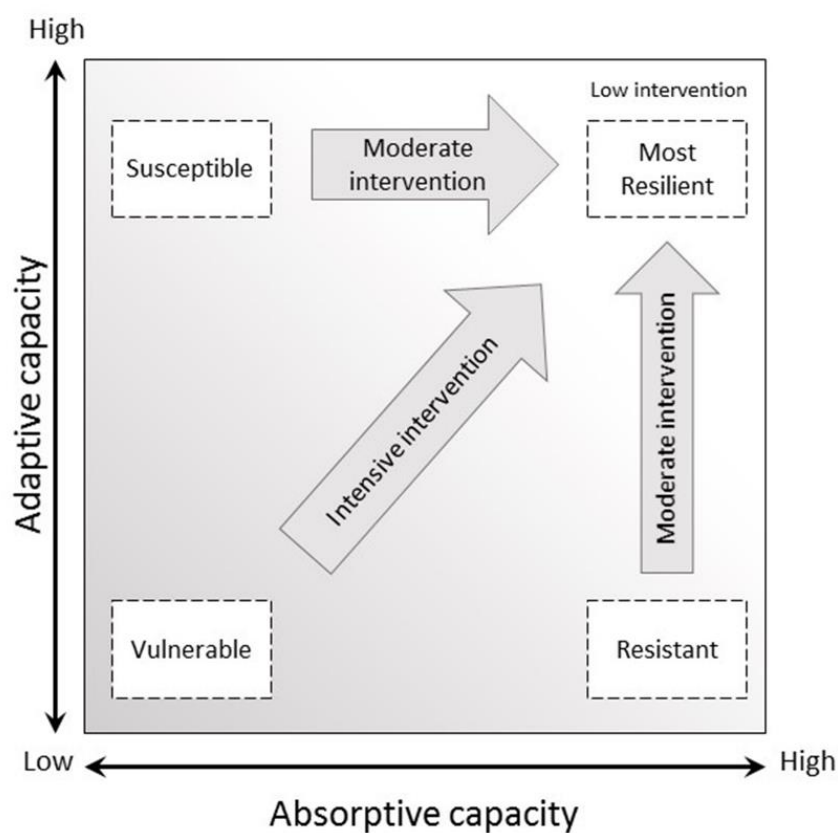 High
Low intervention
Susceptible
Moderate
intervention
Most
Resilient
Adaptive capacity
Intensive intervention
Moderate intervention
Vulnerable
Resistant
Low
High
Absorptive capacity